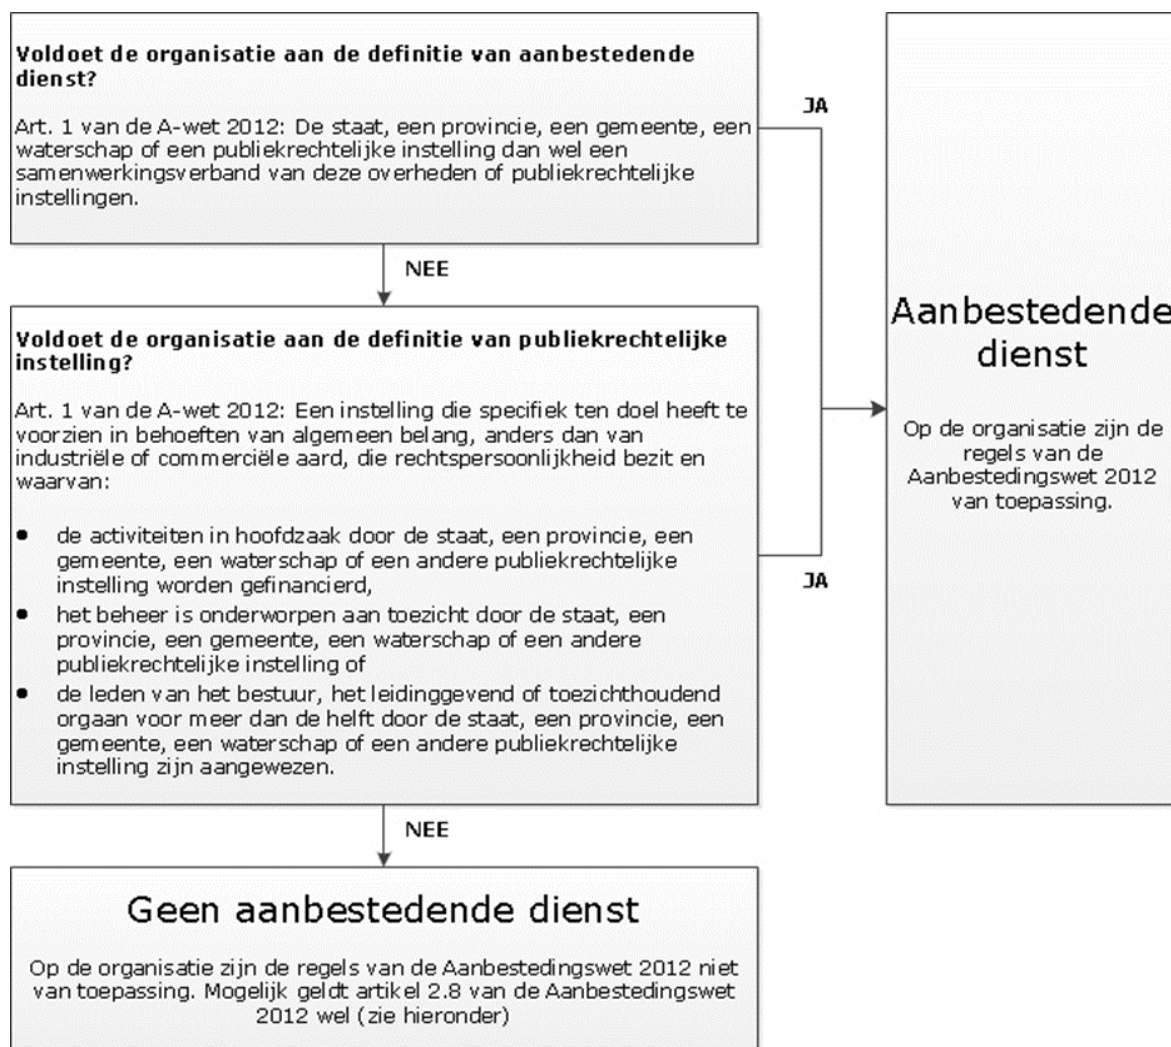 Voldoet de organisatie aan de definitie van aanbestedende
dienst?
Art. 1 van de A-wet 2012: De staat, een provincie, een gemeente, een
waterschap of een publiekrechtelijke instelling dan wel een
samenwerkingsverband van deze overheden of publiekrechtelijke
instellingen.
JA
NEE
Voldoet de organisatie aan de definitie van publiekrechtelijke
instelling?
Art. 1 van de A-wet 2012: Een instelling die specifiek ten doel heeft te
voorzien in behoeften van algemeen belang, anders dan van
industriële of commerciële aard, die rechtspersoonlijkheid bezit en
waarvan:
• de activiteiten in hoofdzaak door de staat, een provincie, een
gemeente, een waterschap of een andere publiekrechtelijke
instelling worden gefinancierd,
• het beheer is onderworpen aan toezicht door de staat, een
provincie, een gemeente, een waterschap of een andere
publiekrechtelijke instelling of
• de leden van het bestuur, het leidinggevend of toezichthoudend
orgaan voor meer dan de helft door de staat, een provincie, een
gemeente, een waterschap of een andere publiekrechtelijke
instelling zijn aangewezen.
JA
Aanbestedende
dienst
Op de organisatie zijn de
regels van de
Aanbestedingswet 2012
van toepassing.
NEE
Geen aanbestedende dienst
Op de organisatie zijn de regels van de Aanbestedingswet 2012 niet
van toepassing. Mogelijk geldt artikel 2.8 van de Aanbestedingswet
2012 wel (zie hieronder)